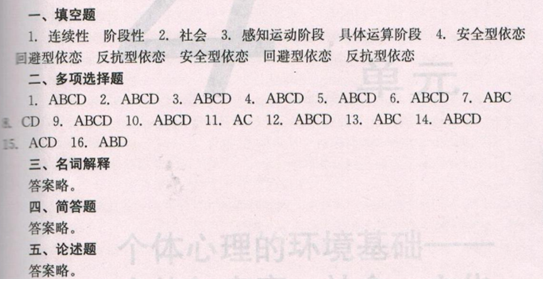 一、填空题
1. 连续性 阶段性 2. 社会 3. 感知运动阶段 具体运算阶段 4. 安全型依恋
回避型依恋 反抗型依恋 安全型依恋 回避型依恋 反抗型依恋
二、多项选择题
1. ABCD 2. ABCD 3. ABCD 4. ABCD 5. ABCD 6. ABCD 7. ABC
8. CD 9. ABCD 10. ABCD 11. AC 12. ABCD 13. ABC 14. ABCD
15. ACD 16. ABD
三、名词解释
答案略。
四、简答题
答案略。
五、论述题
答案略。
单元
个体心理的环境基础——